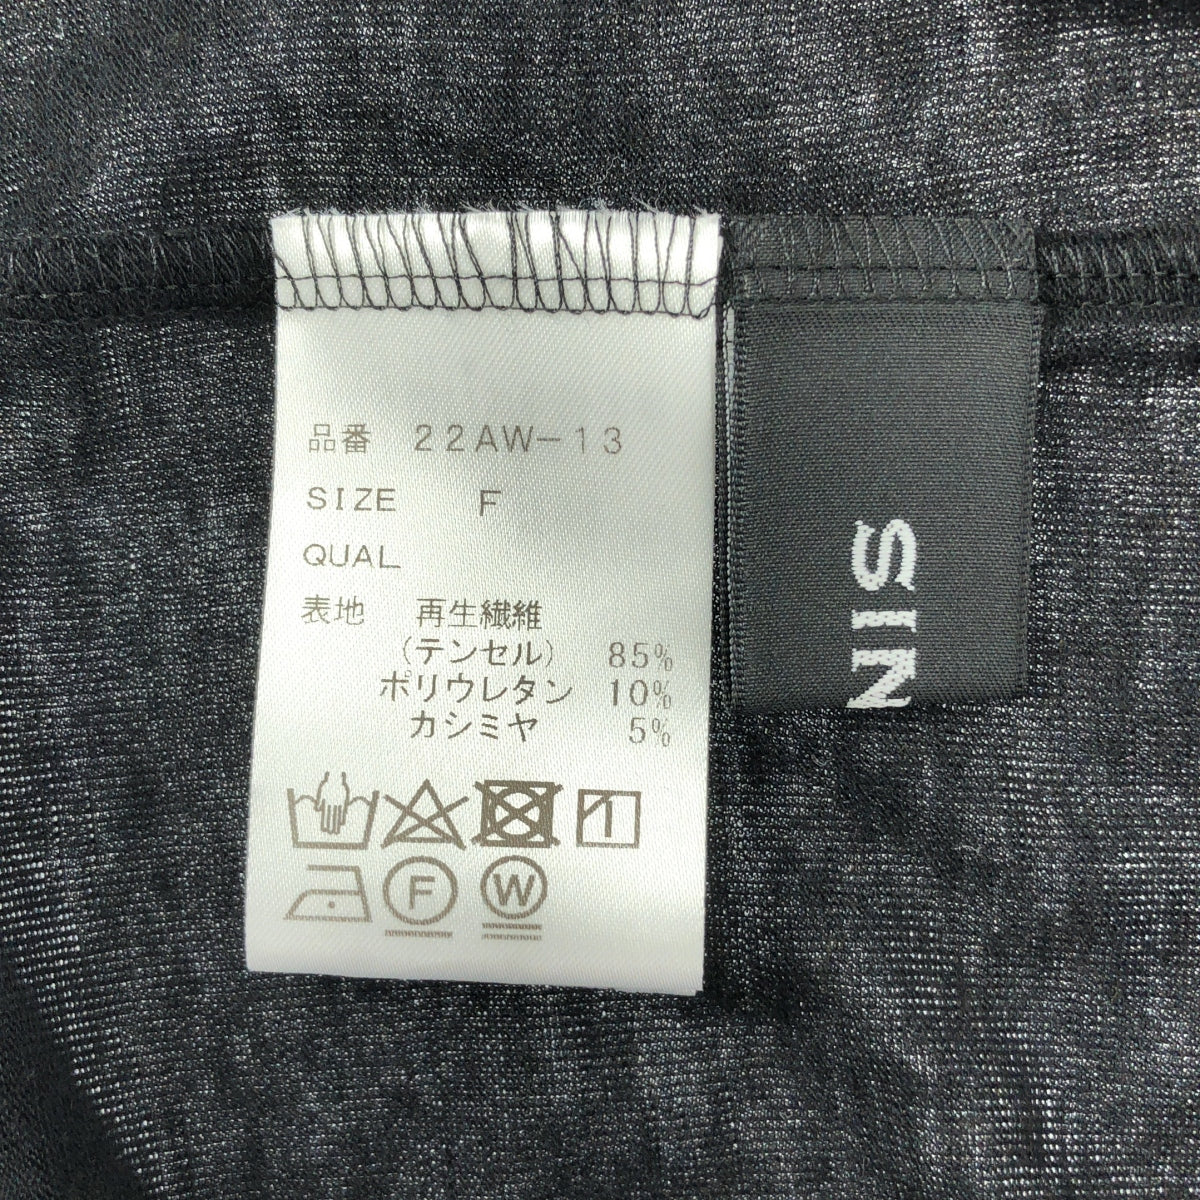 品番 22AW-13
SIZE F
QUAL
表地 再生繊維
(テンセル) 85%
ポリウレタン 10%
カシミヤ 5%
F W
NIS